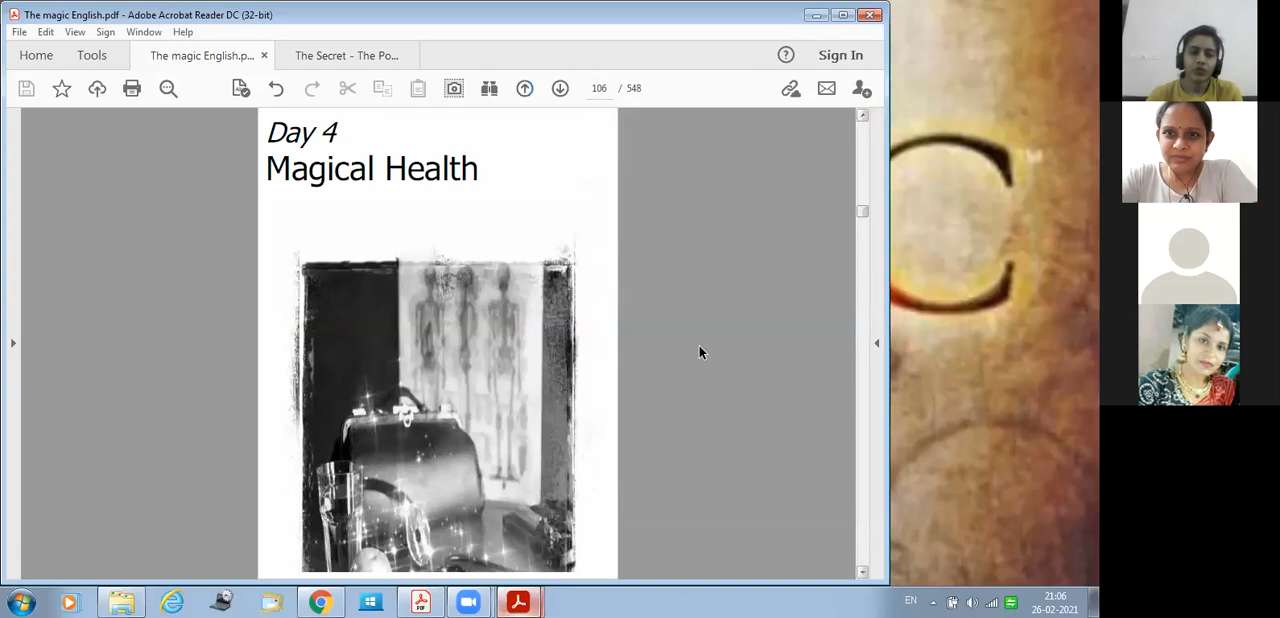 The magic English.pdf - Adobe Acrobat Reader DC (32-bit)
File Edit View Sign Window Help
Home Tools The magic English.p... × The Secret - The Po... Sign In
106 / 548
Day 4
Magical Health
C
PDF
EN
21:06
26-02-2021